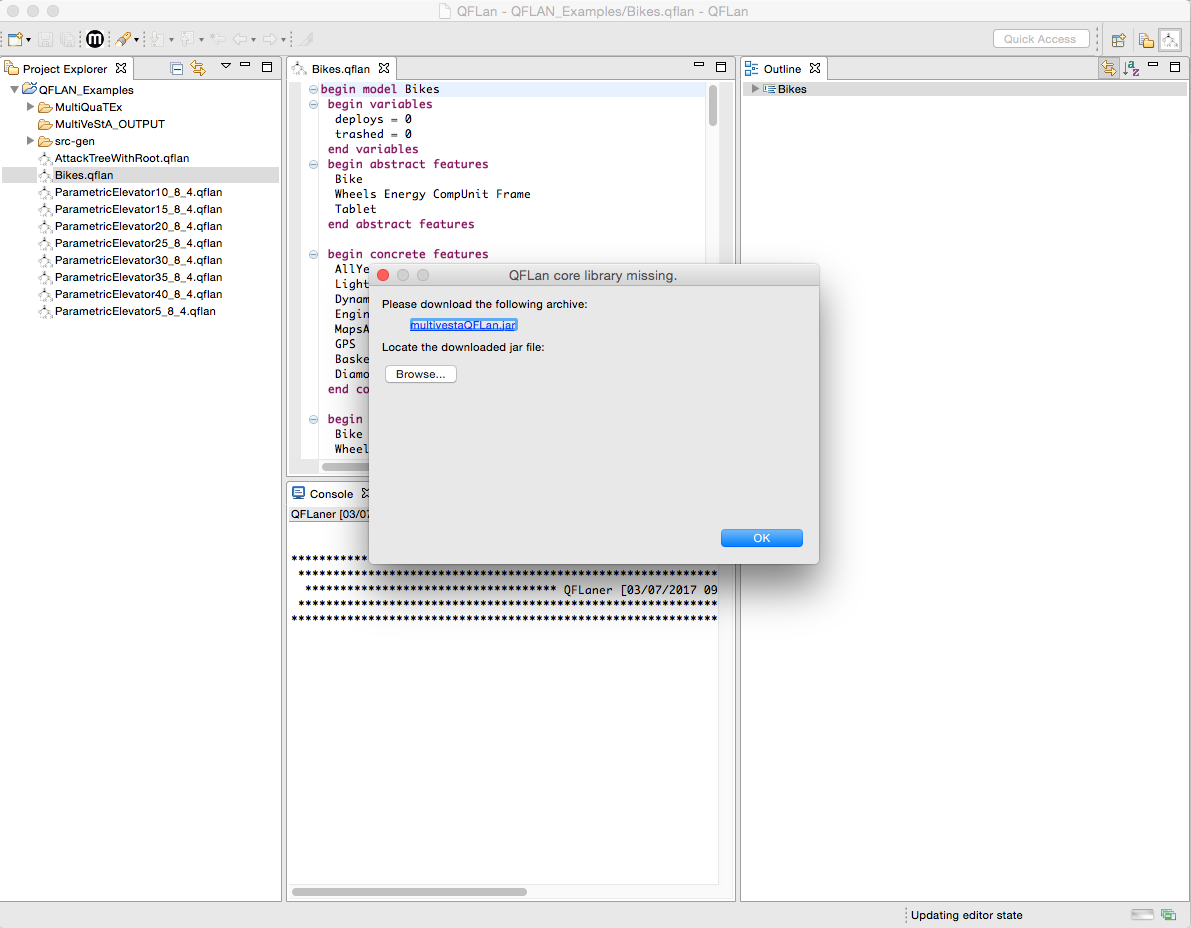 QFLan - QFLAN_Examples/Bikes.qflan - QFLan
Quick Access
Project Explorer
QFLAN_Examples
MultiQuaTEx
MultiVeStA_OUTPUT
src-gen
AttackTreeWithRoot.qflan
Bikes.qflan
ParametricElevator10_8_4.qflan
ParametricElevator15_8_4.qflan
ParametricElevator20_8_4.qflan
ParametricElevator25_8_4.qflan
ParametricElevator30_8_4.qflan
ParametricElevator35_8_4.qflan
ParametricElevator40_8_4.qflan
ParametricElevator5_8_4.qflan
Bikes.qflan
begin model Bikes
begin variables
deploys = 0
trashed = 0
end variables
begin abstract features
Bike
Wheels Energy CompUnit Frame
Tablet
end abstract features
begin concrete features
AllYe
Light
Dynam
Engin
MapsA
GPS
Baske
Diamo
end co
begin
Bike
Wheel
QFLan core library missing.
Please download the following archive:
multivestaQFLan.jar
Locate the downloaded jar file:
Browse...
OK
Console
QFLaner [03/07
***********
************************************************************
************************************ QFLaner [03/07/2017 09
************************************************************
*************************************************************
Outline
Bikes
Updating editor state